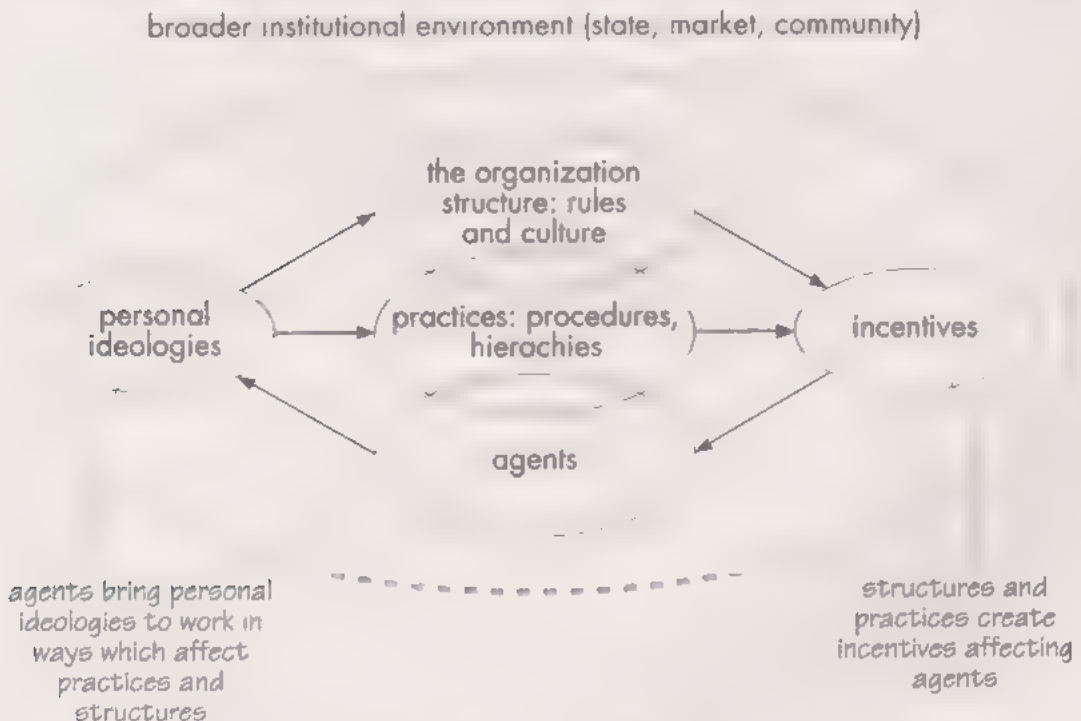 broader institutional environment (state, market, community)
the organization
structure: rules
and culture
personal
ideologies
practices: procedures,
hierachies
incentives
agents
agents bring personal
ideologies to work in
ways which affect
practices and
structures
structures and
practices create
incentives affecting
agents